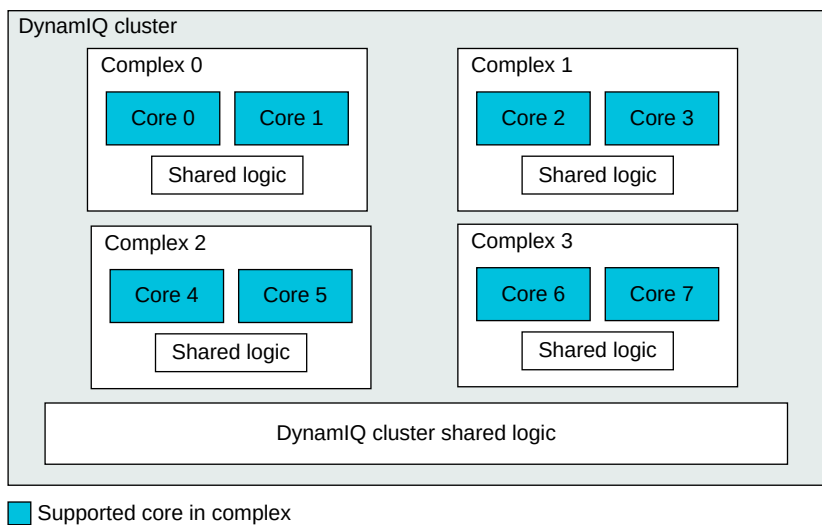 DynamIQ cluster
Complex 0
Core 0
Core 1
Shared logic
Complex 1
Core 2
Core 3
Shared logic
Complex 2
Core 4
Core 5
Shared logic
Complex 3
Core 6
Core 7
Shared logic
DynamIQ cluster shared logic
Supported core in complex